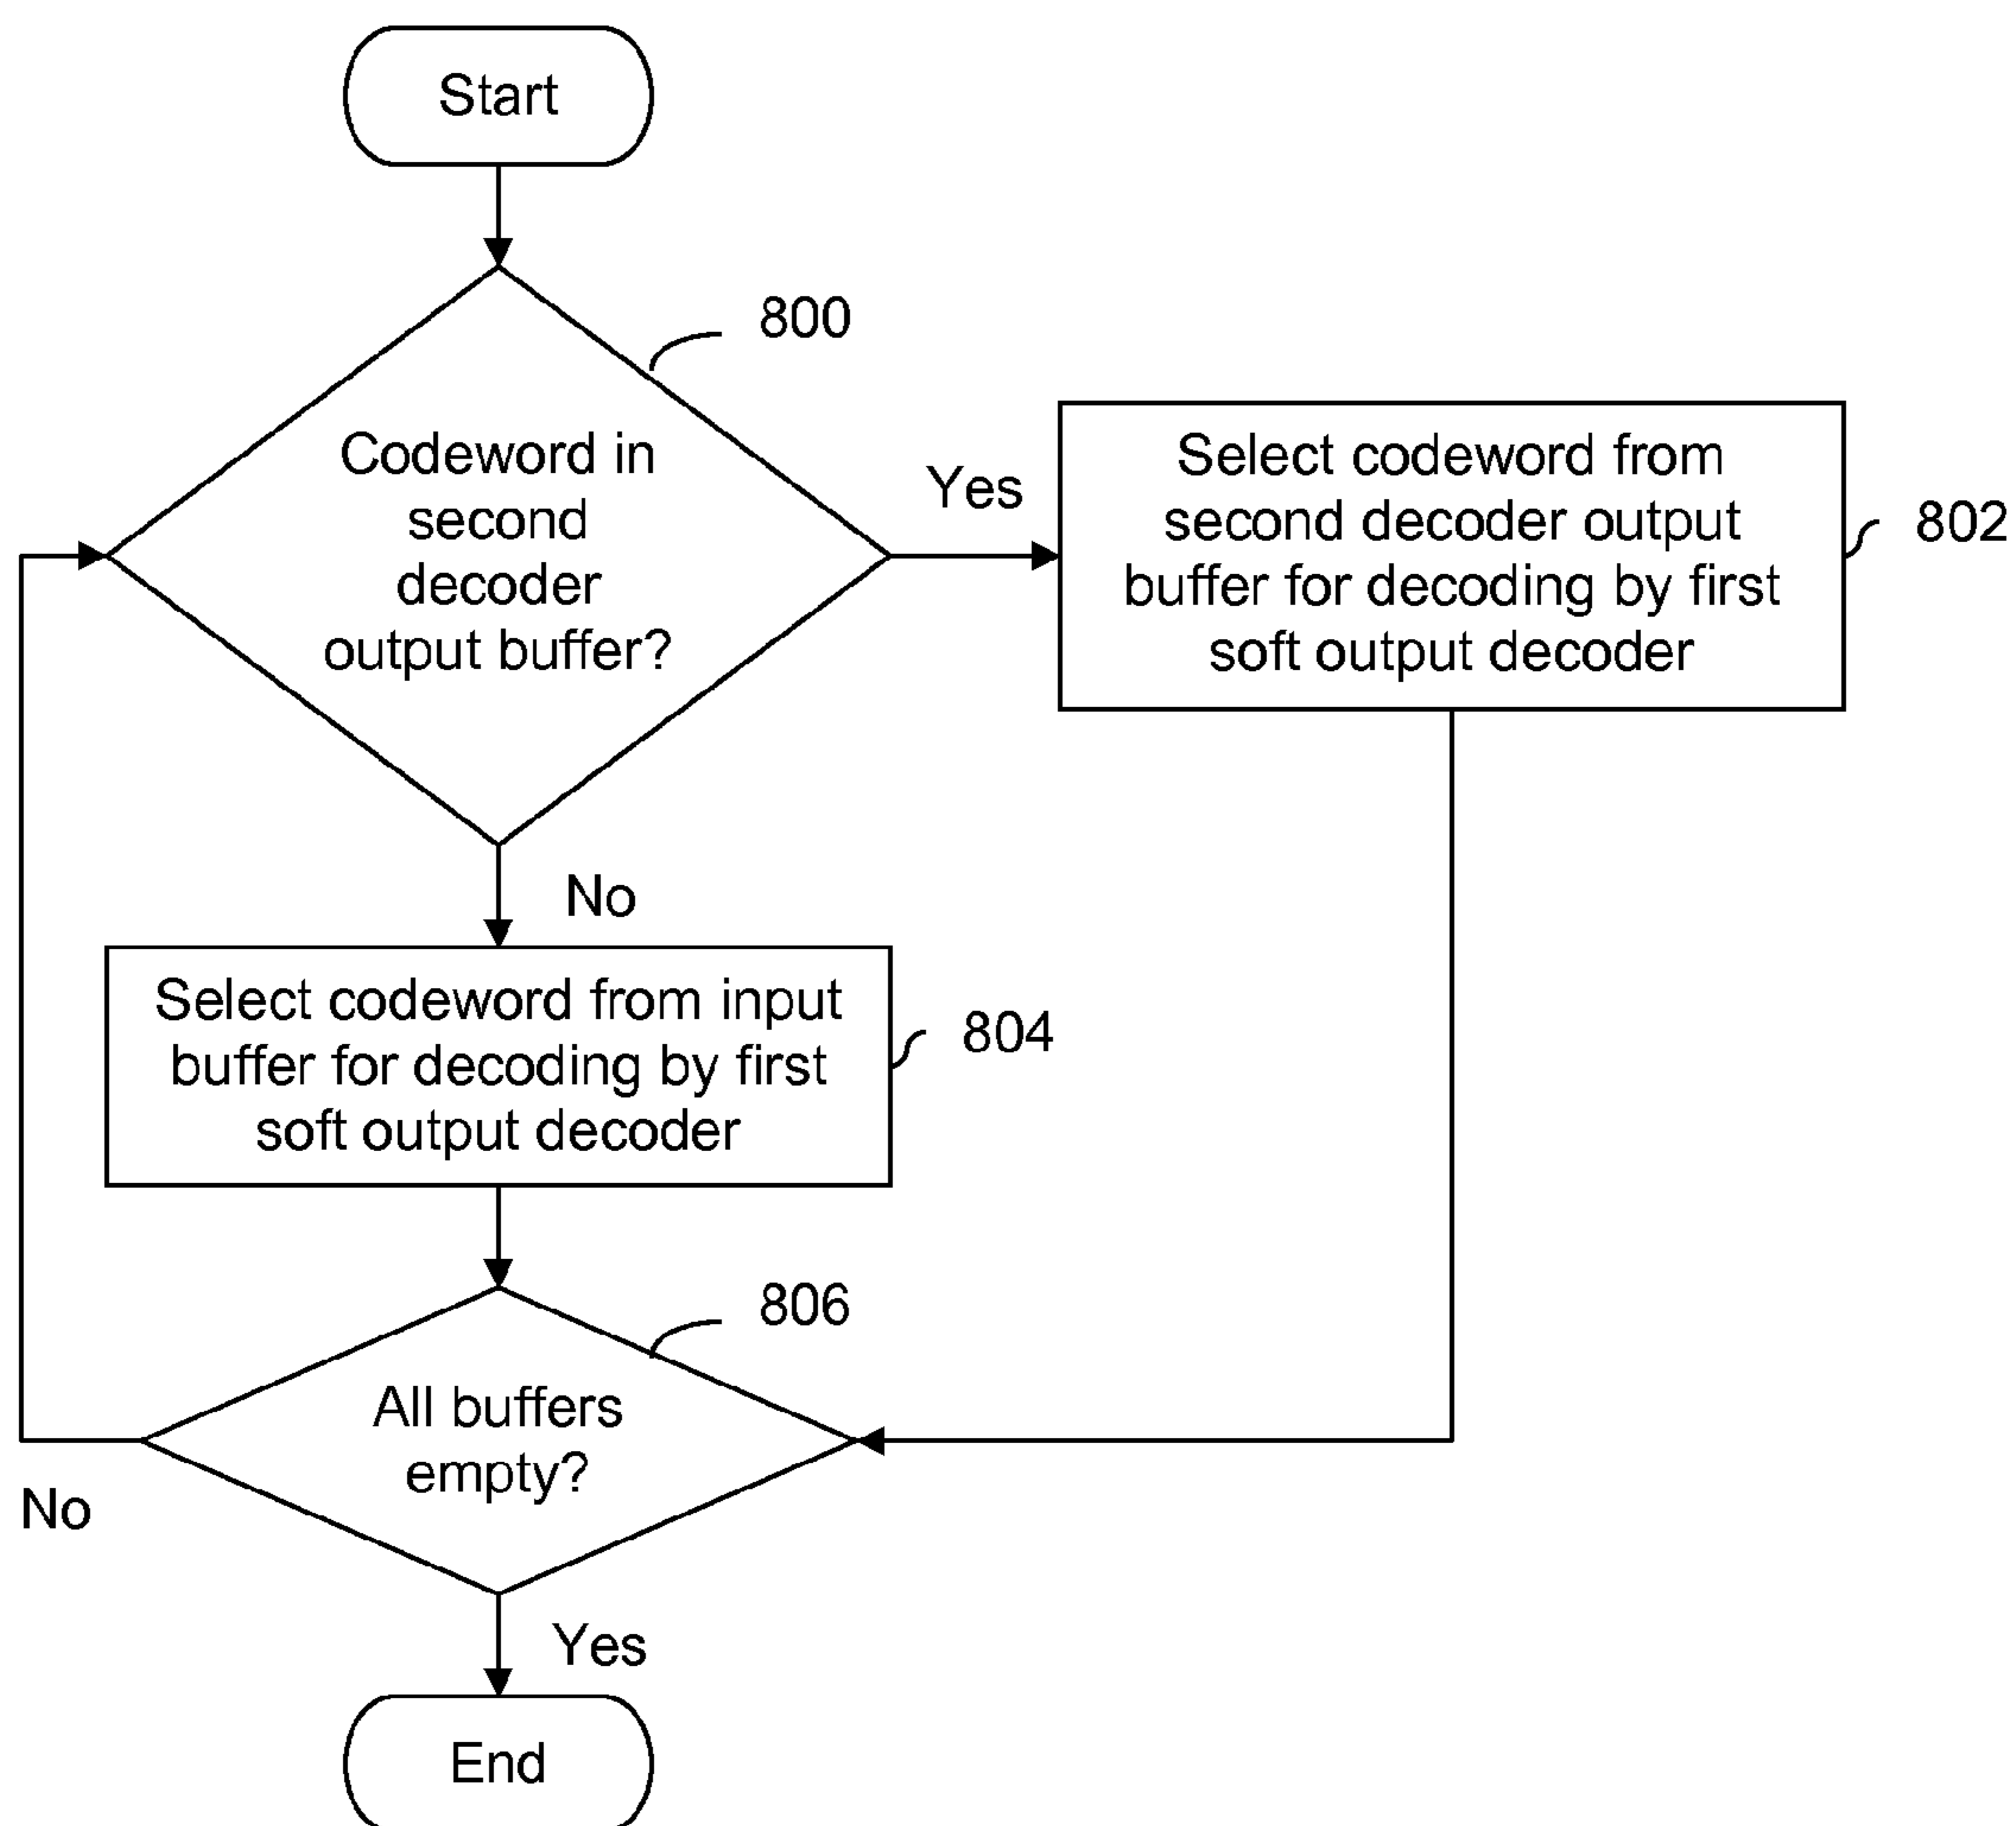 Start
800
Codeword in
second
decoder
output buffer?
Yes
Select codeword from
second decoder output
buffer for decoding by first
soft output decoder
802
No
Select codeword from input
buffer for decoding by first
soft output decoder
804
806
All buffers
empty?
No
Yes
End